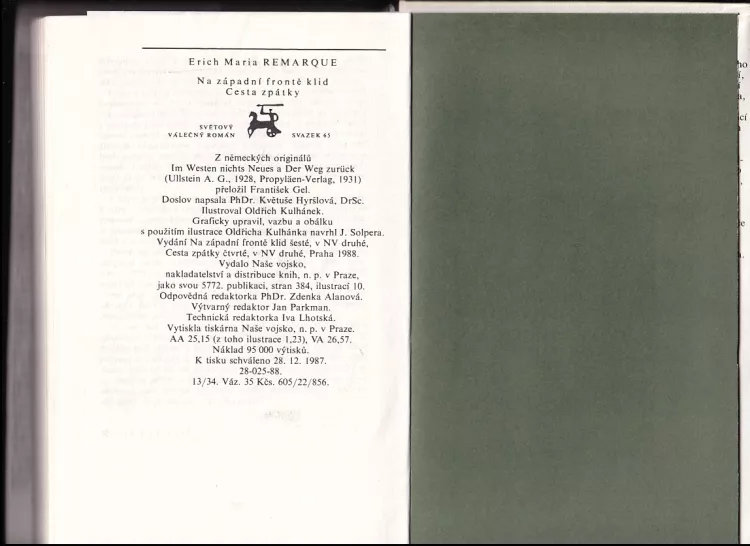 Erich Maria REMARQUE
Na západní frontě klid
Cesta zpátky
SVĚTOVÝ
VÁLEČNÝ ROMÁN
SVAZEK 65
Z německých originálů
Im Westen nichts Neues a Der Weg zurück
(Ullstein A. G., 1928, Propyläen-Verlag, 1931)
přeložil František Gel.
Doslov napsala PhDr. Květuše Hyršlová, DrSc.
Ilustroval Oldřich Kulhánek.
Graficky upravil, vazbu a obálku
s použitím ilustrace Oldřicha Kulhánka navrhl J. Solpera.
Vydání Na západní frontě klid šesté, v NV druhé,
Cesta zpátky čtvrté, v NV druhé, Praha 1988.
Vydalo Naše vojsko,
nakladatelství a distribuce knih, n. p. v Praze,
jako svou 5772. publikaci, stran 384, ilustrací 10.
Odpovědná redaktorka PhDr. Zdenka Alanová.
Výtvarný redaktor Jan Parkman.
Technická redaktorka Iva Lhotská.
Vytiskla tiskárna Naše vojsko, n. p. v Praze.
AA 25,15 (z toho ilustrace 1,23), VA 26,57.
Náklad 95 000 výtisků.
K tisku schváleno 28. 12. 1987.
28-025-88.
13/34. Váz. 35 Kčs. 605/22/856.